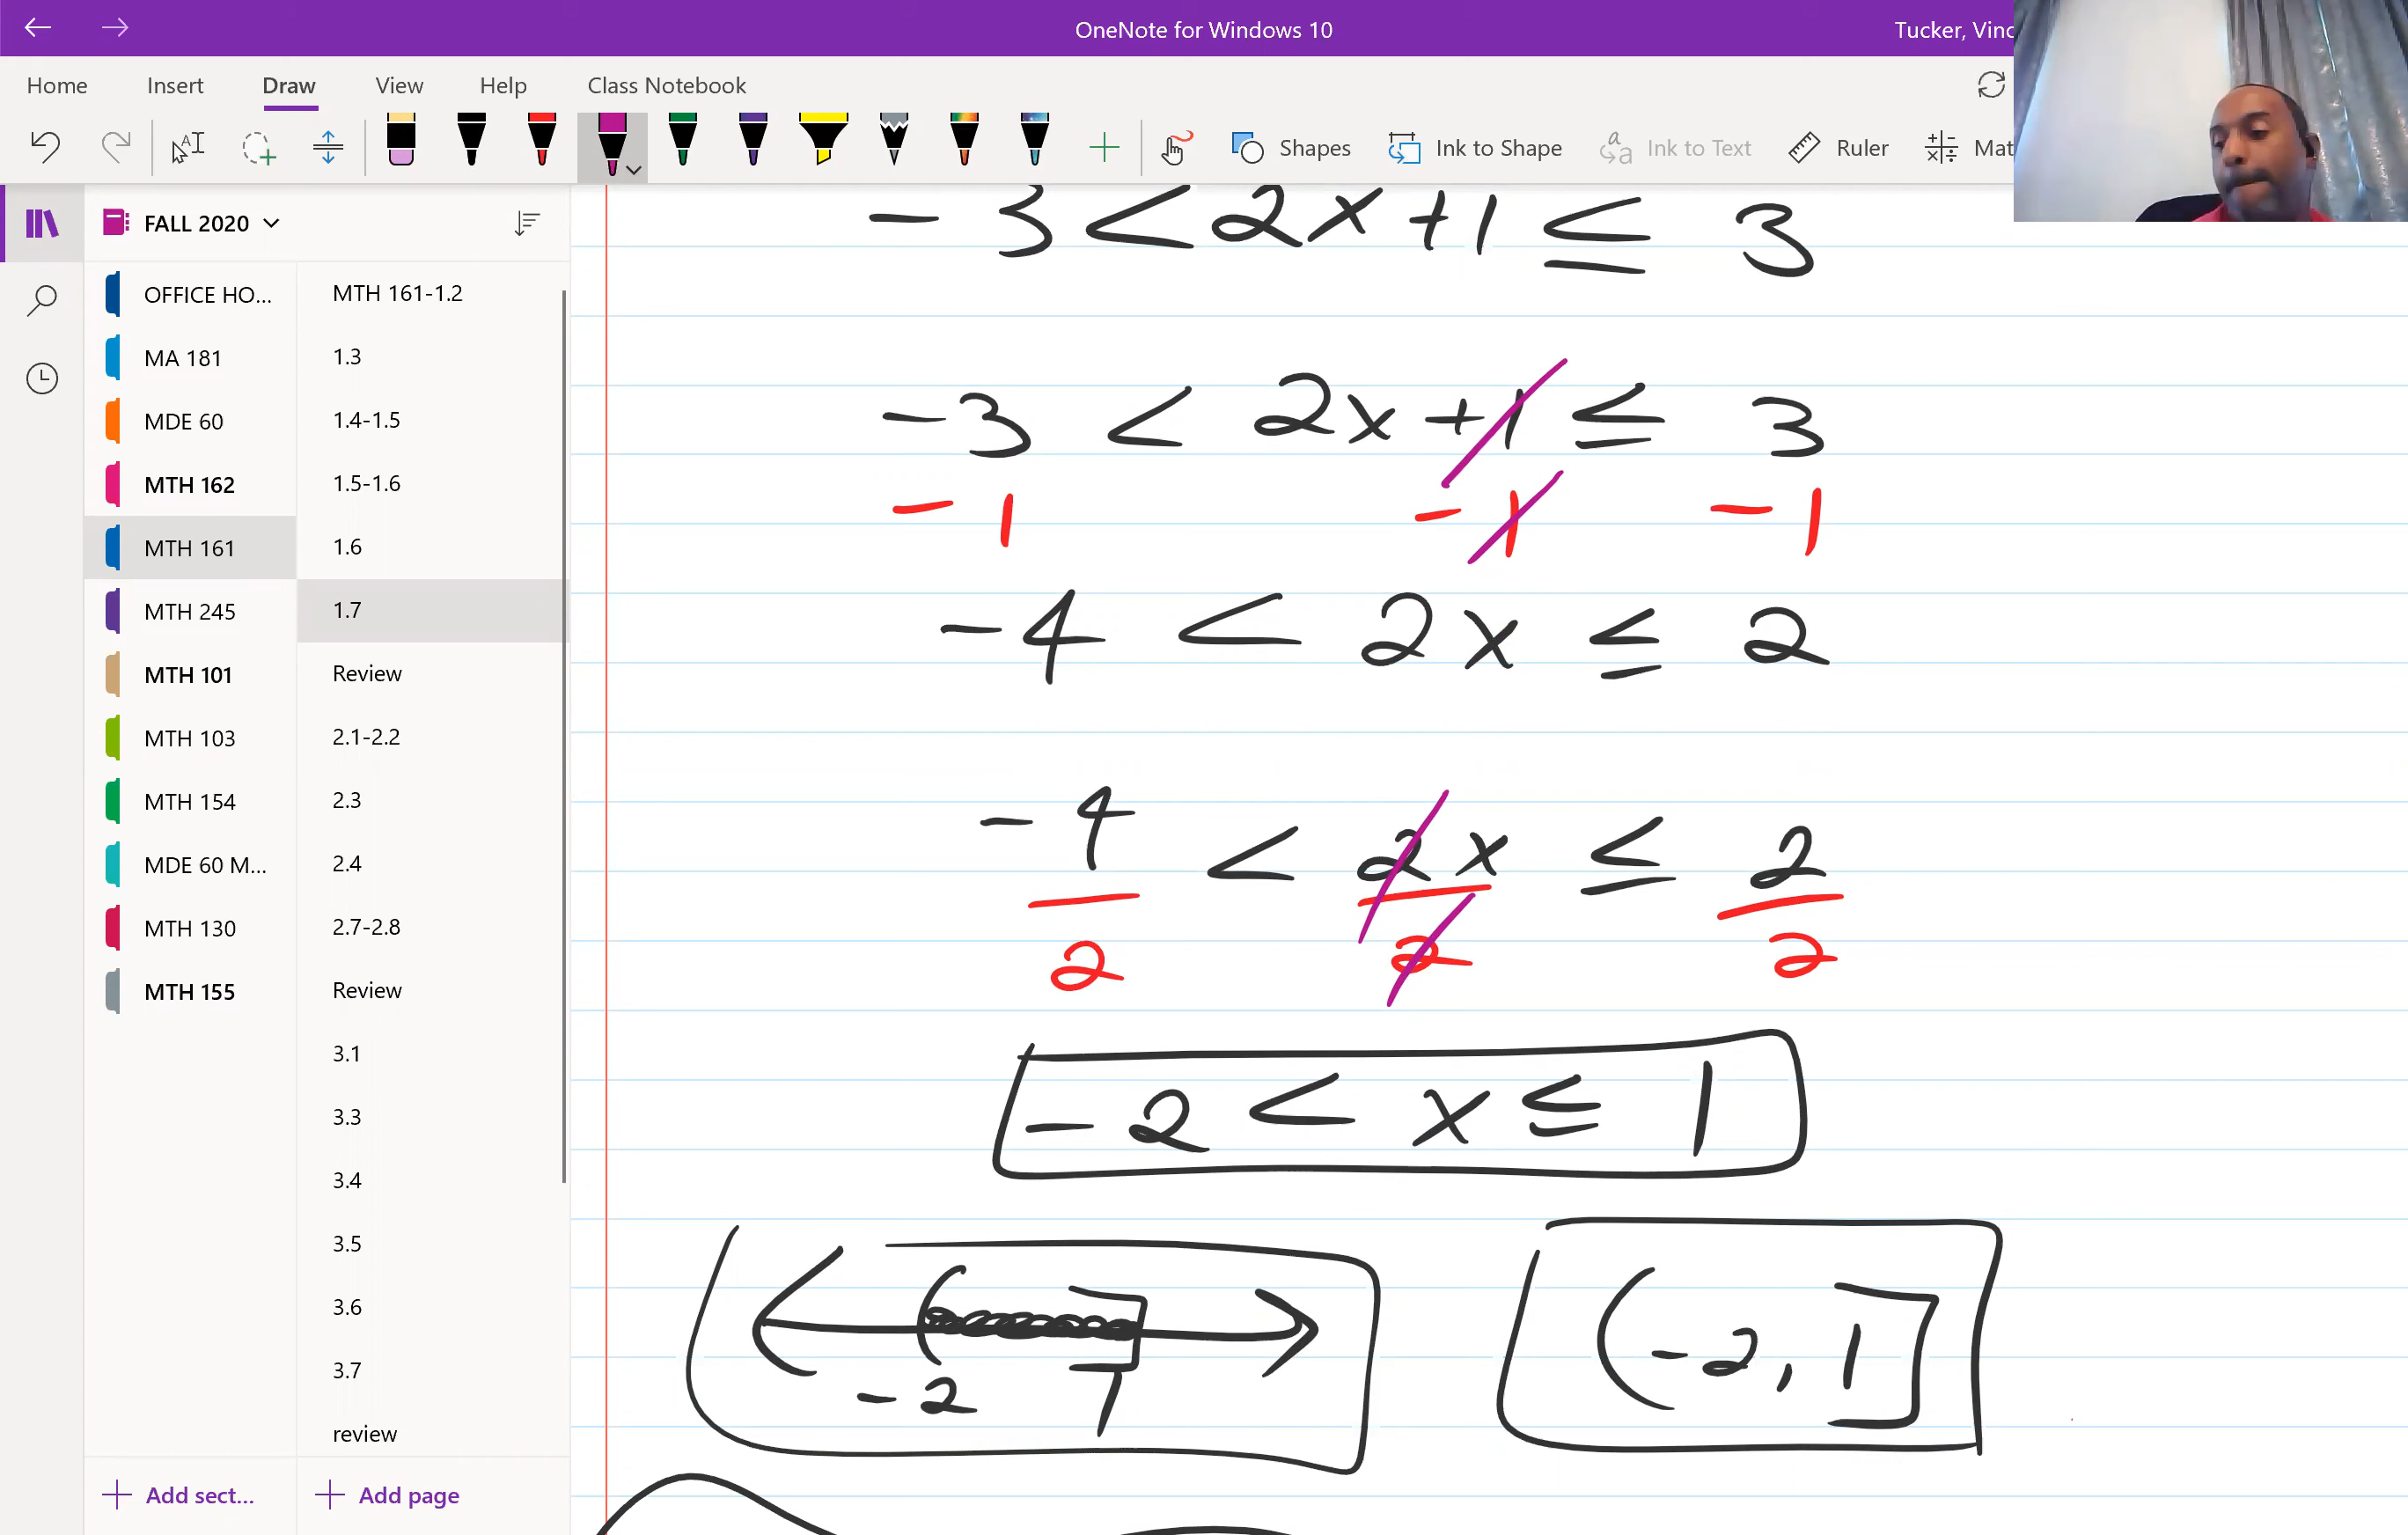 OneNote for Windows 10
Tucker, Vinc
Home Insert Draw View Help Class Notebook
Shapes Ink to Shape Ink to Text Ruler Mat
FALL 2020
OFFICE HO...
MA 181
MDE 60
MTH 162
MTH 161
MTH 245
MTH 101
MTH 103
MTH 154
MDE 60 M...
MTH 130
MTH 155
Add sect...
MTH 161-1.2
1.3
1.4-1.5
1.5-1.6
1.6
1.7
Review
2.1-2.2
2.3
2.4
2.7-2.8
Review
3.1
3.3
3.4
3.5
3.6
3.7
review
Add page
-3 < 2x +1 ≤ 3
-3 < 2x +1 ≤ 3
-1 -1 -1
-4 < 2x ≤ 2
-4 < 2x ≤ 2
2 2 2
-2 < x ≤ 1
( ]
-2 1
(-2, 1]